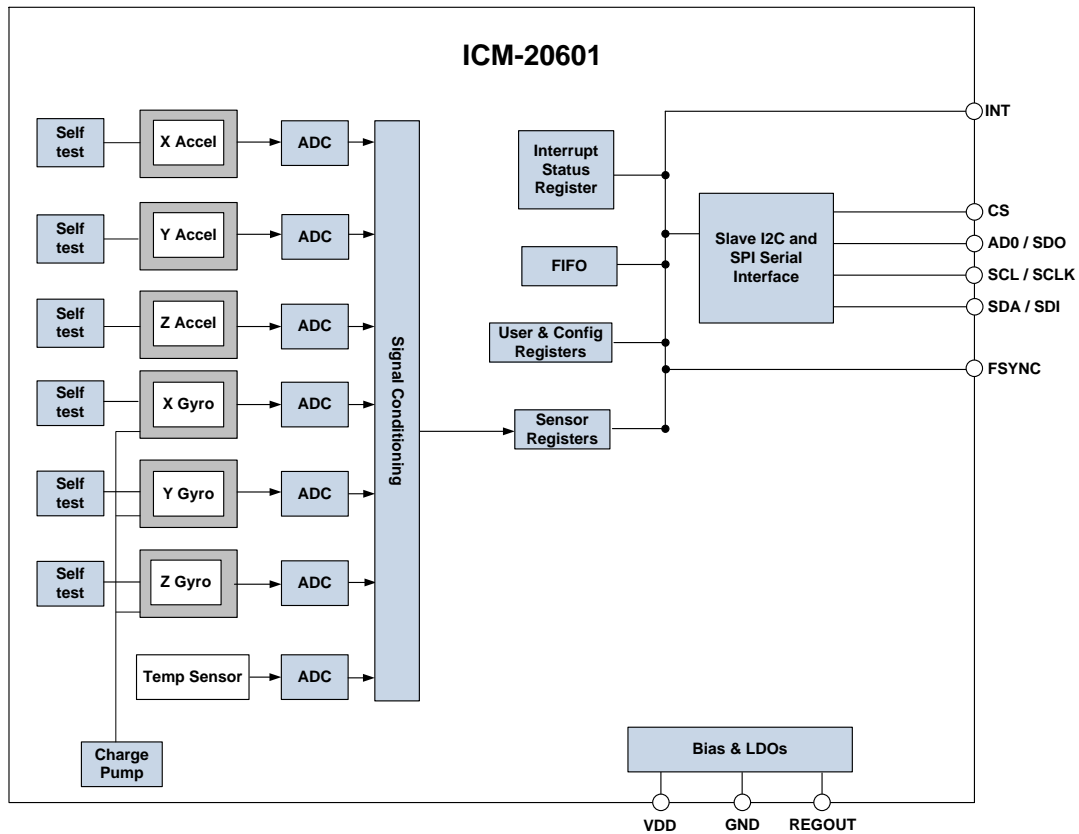 ICM-20601
Self
test
X Accel
ADC
Self
test
Y Accel
ADC
Self
test
Z Accel
ADC
Self
test
X Gyro
ADC
Self
test
Y Gyro
ADC
Self
test
Z Gyro
ADC
Temp Sensor
ADC
Charge
Pump
Signal Conditioning
Interrupt
Status
Register
FIFO
User & Config
Registers
Sensor
Registers
Slave I2C and
SPI Serial
Interface
INT
CS
AD0 / SDO
SCL / SCLK
SDA / SDI
FSYNC
Bias & LDOs
VDD
GND
REGOUT